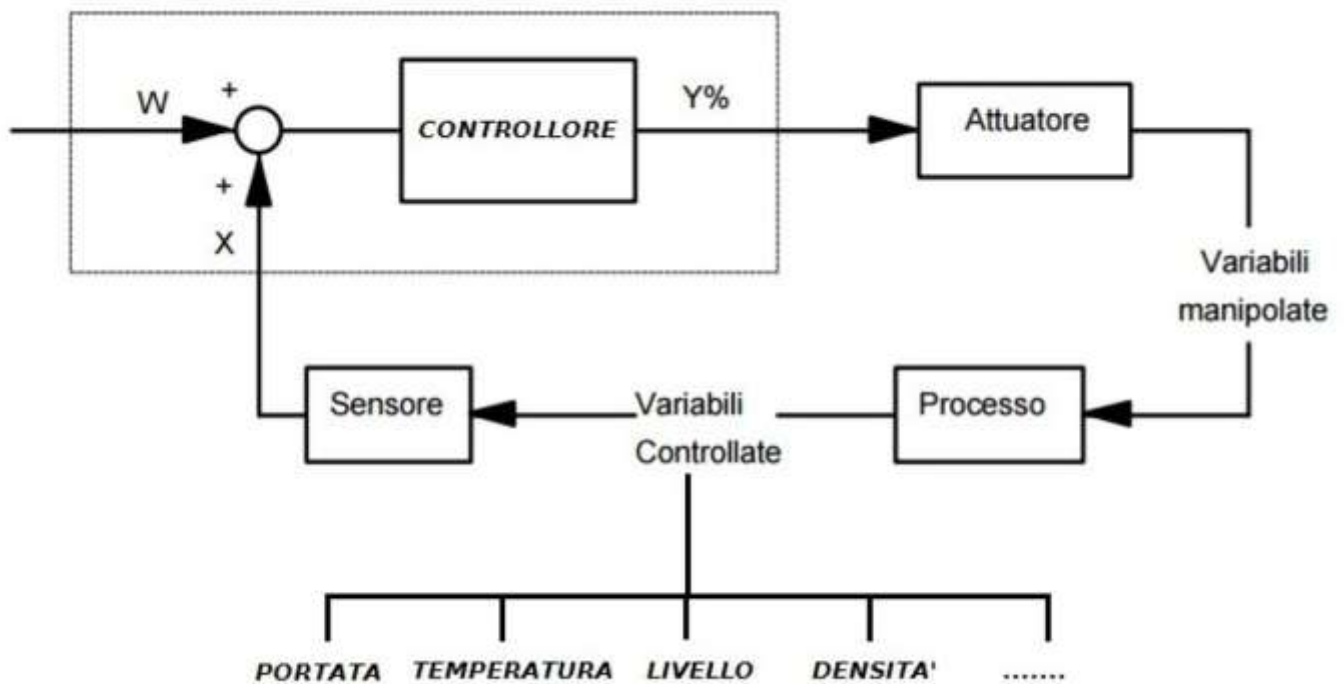 W
+
CONTROLLORE
Y%
Attuatore
+
X
Variabili
manipolate
Sensore
Variabili
Controllate
Processo
PORTATA TEMPERATURA LIVELLO DENSITA' .......